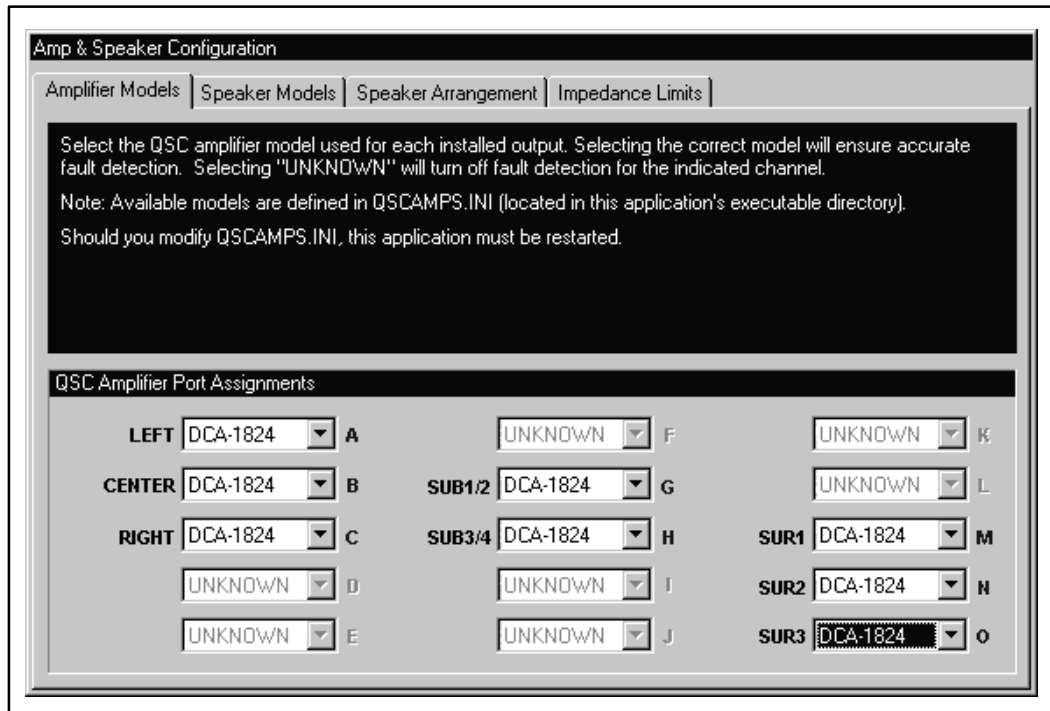 Amp & Speaker Configuration
Amplifier Models Speaker Models Speaker Arrangement Impedance Limits
Select the QSC amplifier model used for each installed output. Selecting the correct model will ensure accurate
fault detection.  Selecting "UNKNOWN" will turn off fault detection for the indicated channel.
Note: Available models are defined in QSCAMPS.INI (located in this application's executable directory).
Should you modify QSCAMPS.INI, this application must be restarted.
QSC Amplifier Port Assignments
LEFT DCA-1824 A UNKNOWN F UNKNOWN K
CENTER DCA-1824 B SUB1/2 DCA-1824 G UNKNOWN L
RIGHT DCA-1824 C SUB3/4 DCA-1824 H SUR1 DCA-1824 M
UNKNOWN D UNKNOWN I SUR2 DCA-1824 N
UNKNOWN E UNKNOWN J SUR3 DCA-1824 O